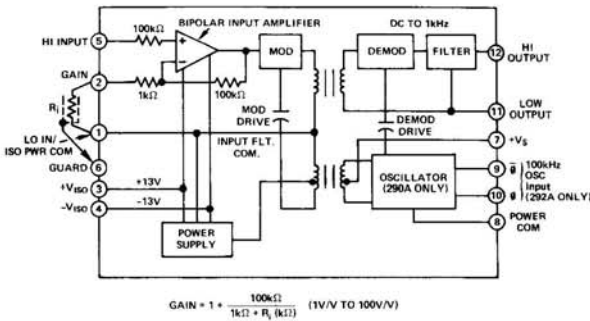 BIPOLAR INPUT AMPLIFIER
DC TO 1kHz
HI INPUT
5
100kΩ
+
−
MOD
DEMOD
FILTER
12
HI
OUTPUT
GAIN
2
1kΩ
100kΩ
MOD
DRIVE
DEMOD
DRIVE
11
LOW
OUTPUT
Ri
1
LO IN/
ISO PWR COM
INPUT FLT.
COM.
7
+VS
6
GUARD
OSCILLATOR
(290A ONLY)
9
100kHz
OSC
+VISO
3
+13V
10
input
(292A ONLY)
−VISO
4
−13V
8
POWER
COM
POWER
SUPPLY
GAIN = 1 + 100kΩ / 1kΩ + Ri (kΩ) (1V/V TO 100V/V)